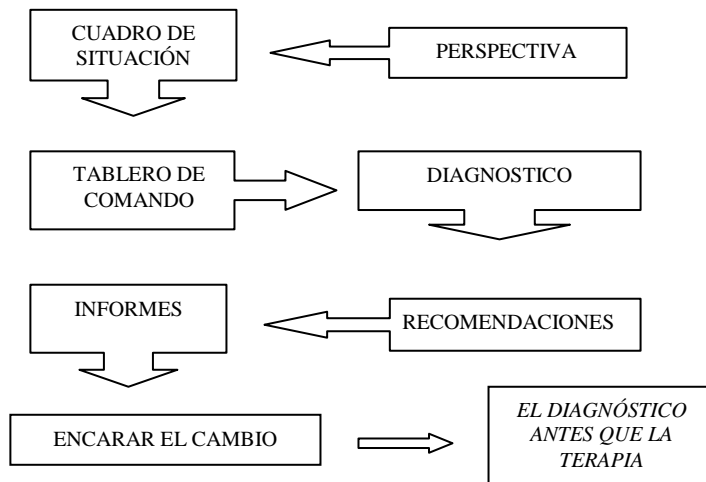 CUADRO DE
SITUACIÓN
PERSPECTIVA
TABLERO DE
COMANDO
DIAGNOSTICO
INFORMES
RECOMENDACIONES
ENCARAR EL CAMBIO
EL DIAGNÓSTICO
ANTES QUE LA
TERAPIA